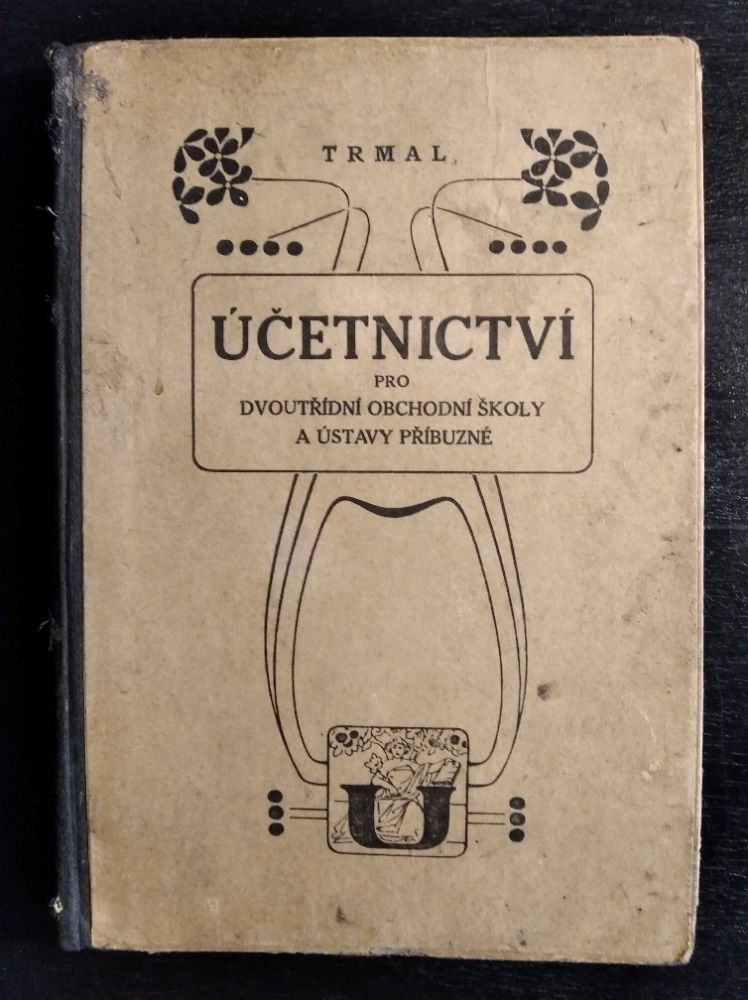 TRMAL
ÚČETNICTVÍ
PRO
DVOUTŘÍDNÍ OBCHODNÍ ŠKOLY
A ÚSTAVY PŘÍBUZNÉ
U